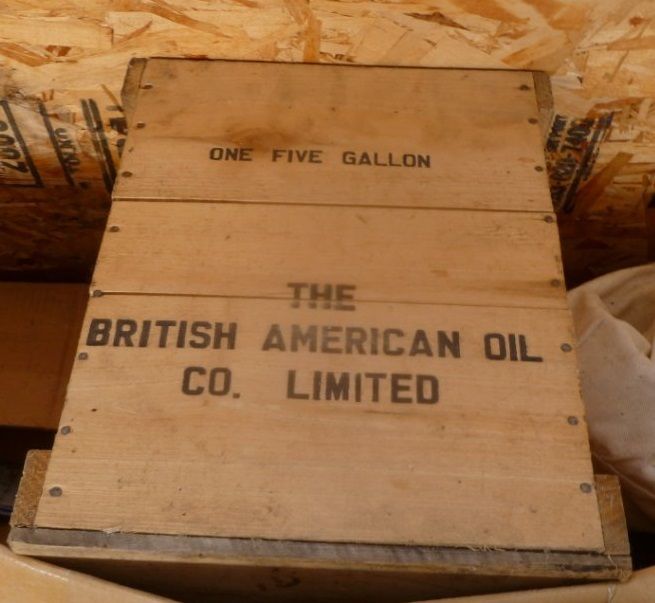 ONE FIVE GALLON
THE
BRITISH AMERICAN OIL
CO. LIMITED